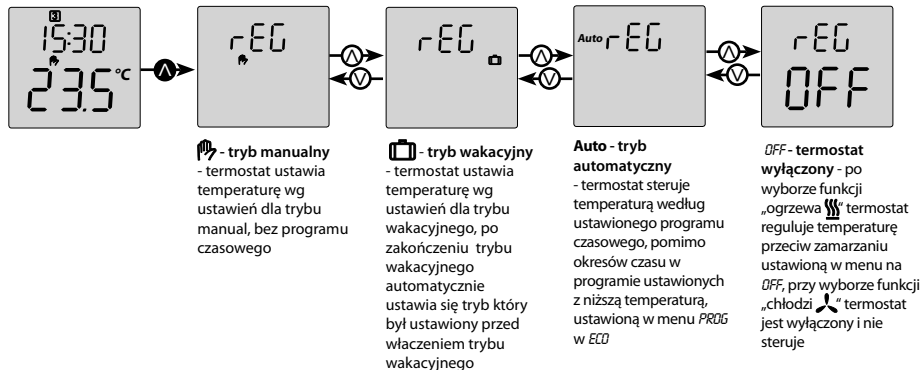 3
15:30
23.5 °C
rEG
rEG
Auto rEG
rEG
OFF
- tryb manualny
- termostat ustawia
temperaturę wg
ustawień dla trybu
manual, bez programu
czasowego
- tryb wakacyjny
- termostat ustawia
temperaturę wg
ustawień dla trybu
wakacyjnego, po
zakończeniu trybu
wakacyjnego
automatycznie
ustawia się tryb który
był ustawiony przed
właczeniem trybu
wakacyjnego
Auto - tryb
automatyczny
- termostat steruje
temperaturą według
ustawionego programu
czasowego, pomimo
okresów czasu w
programie ustawionych
z niższą temperaturą,
ustawioną w menu PROG
w ECO
OFF - termostat
wyłączony - po
wyborze funkcji
„ogrzewa “ termostat
reguluje temperaturę
przeciw zamarzaniu
ustawioną w menu na
OFF, przy wyborze funkcji
„chłodzi “ termostat
jest wyłączony i nie
steruje